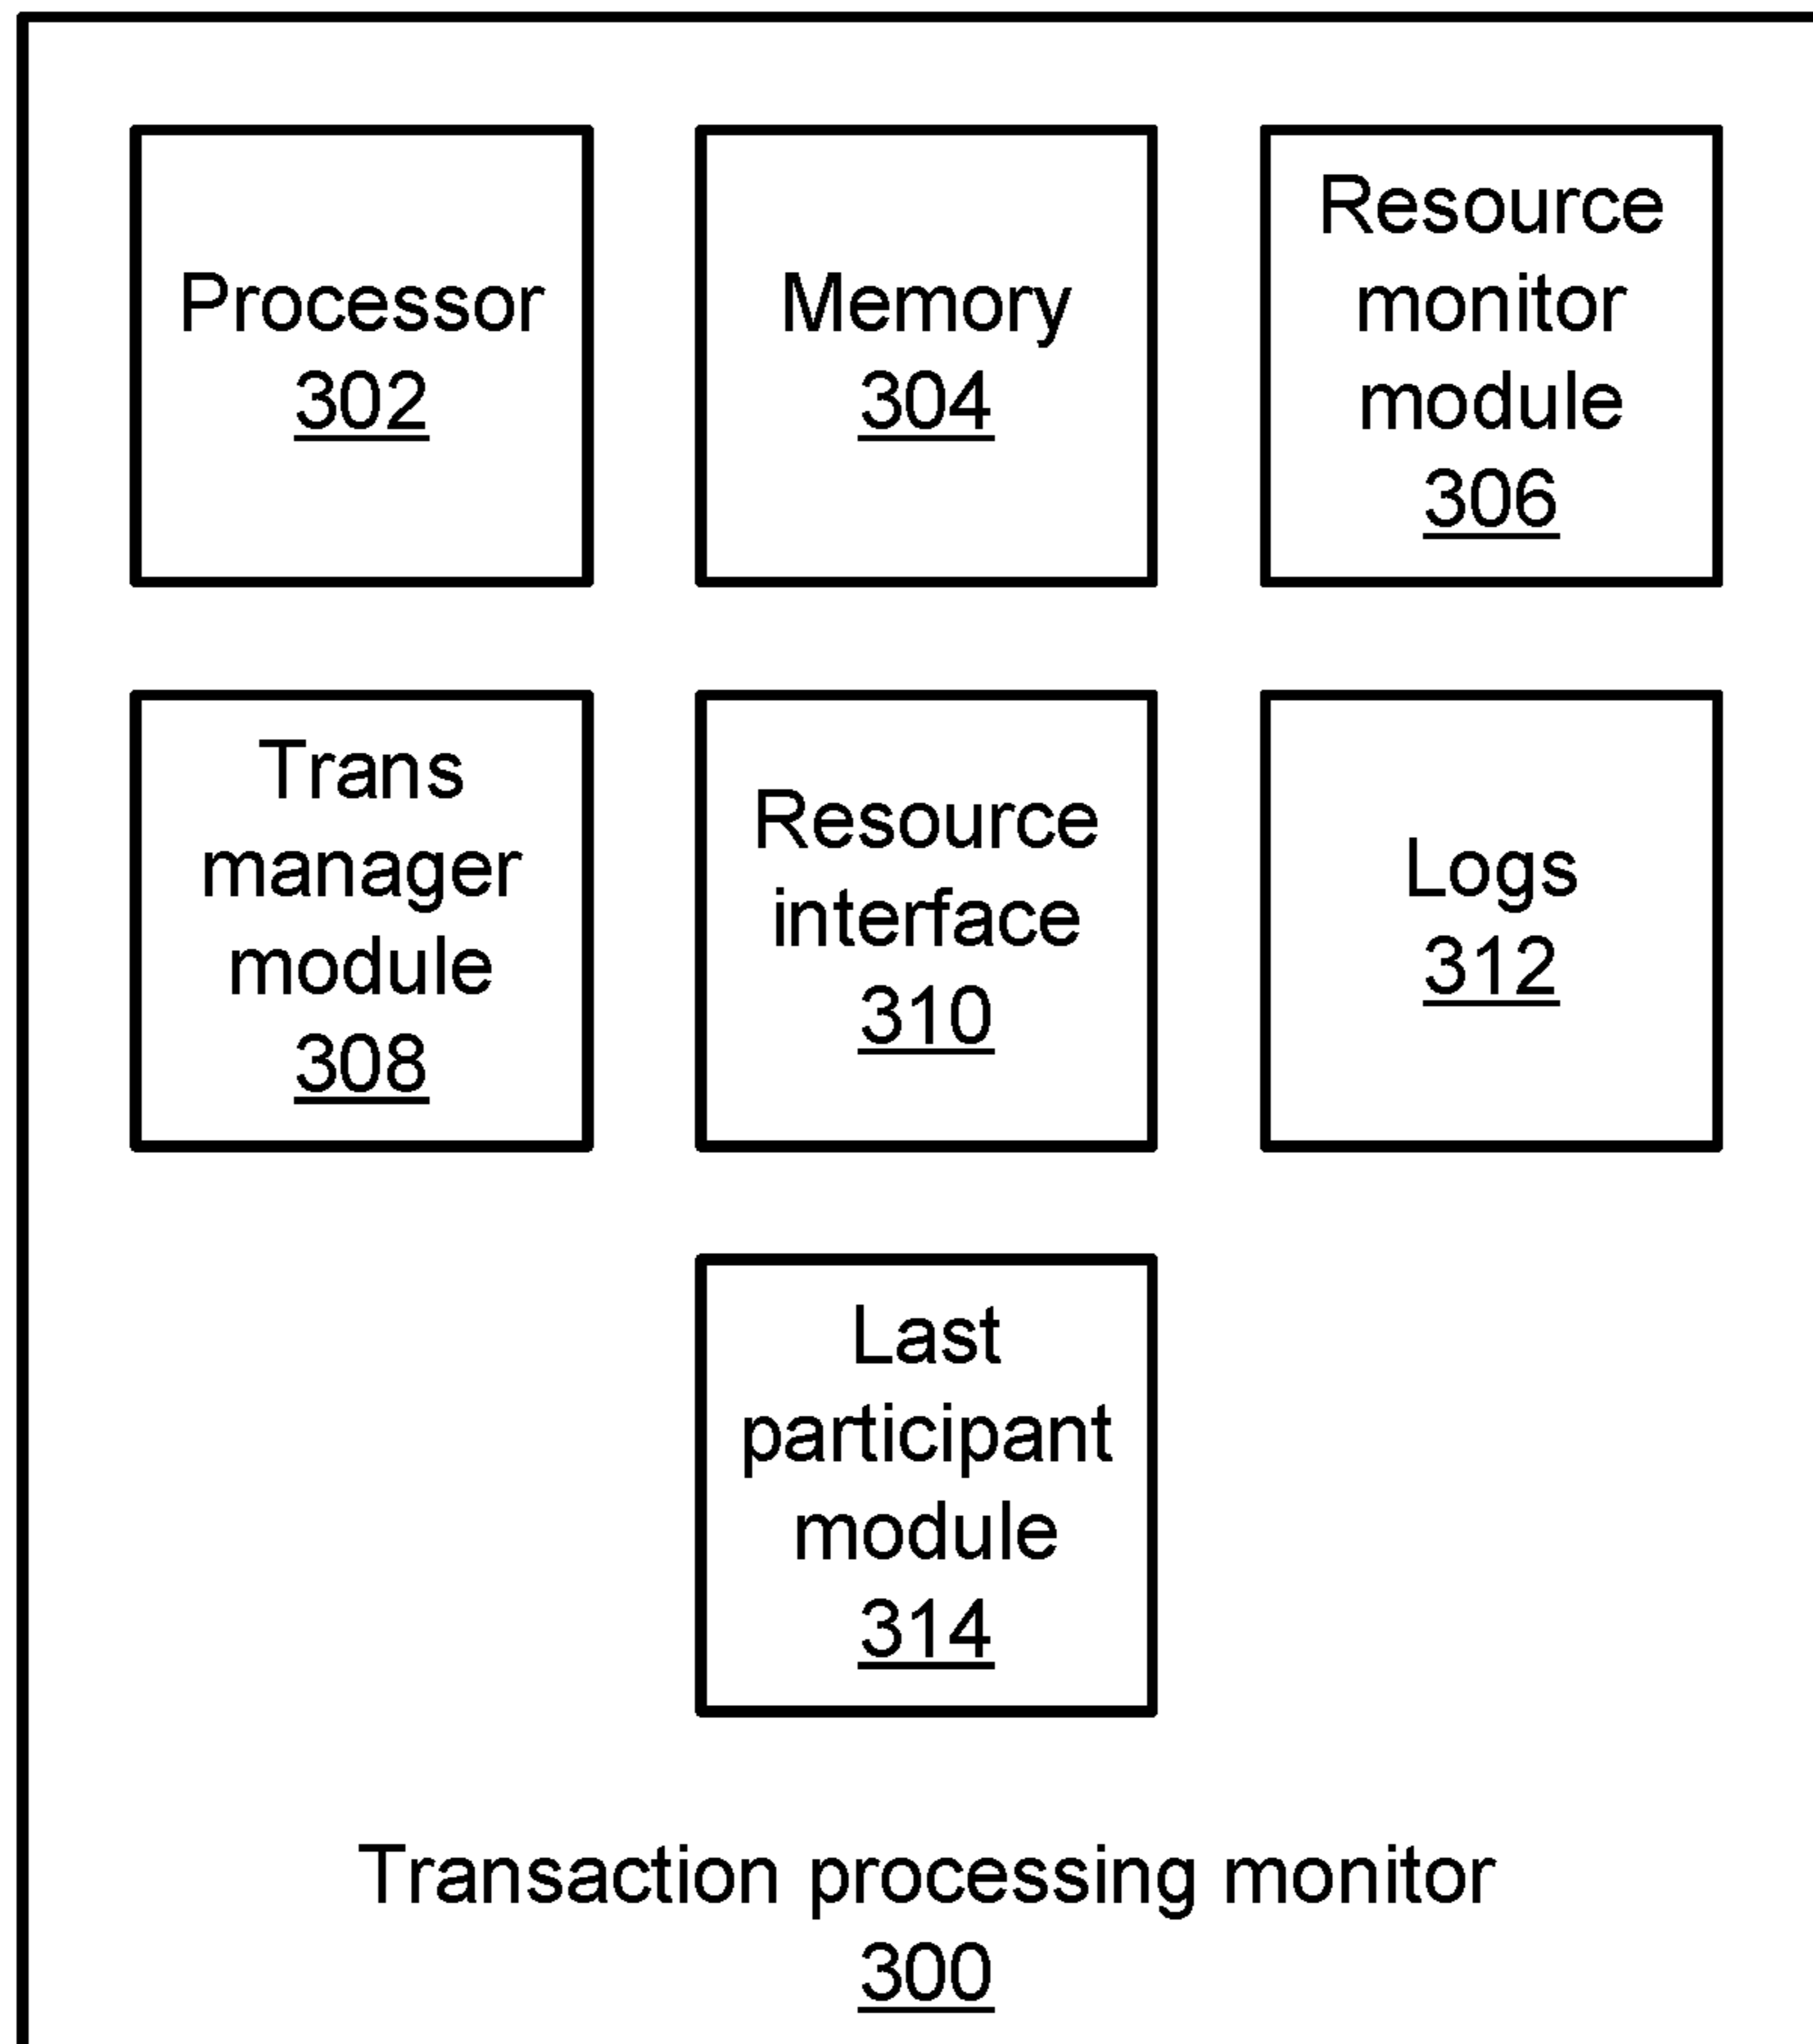 Processor
302
Memory
304
Resource
monitor
module
306
Trans
manager
module
308
Resource
interface
310
Logs
312
Last
participant
module
314
Transaction processing monitor
300